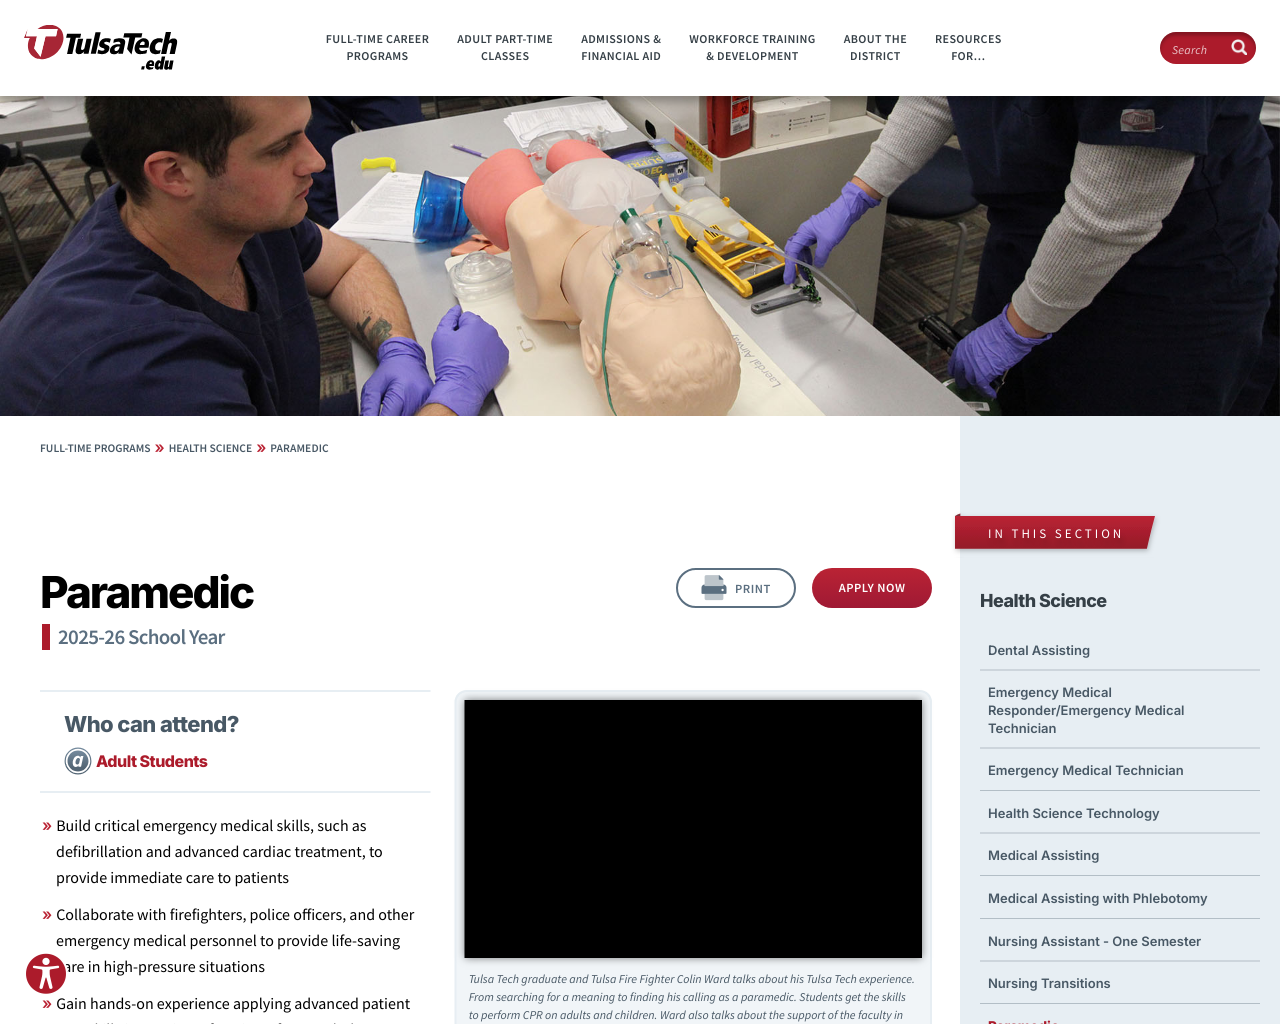 TulsaTech
.edu
FULL-TIME CAREER
PROGRAMS
ADULT PART-TIME
CLASSES
ADMISSIONS &
FINANCIAL AID
WORKFORCE TRAINING
& DEVELOPMENT
ABOUT THE
DISTRICT
RESOURCES
FOR...
Search
Laerdal Airway
FULL-TIME PROGRAMS » HEALTH SCIENCE » PARAMEDIC
Paramedic
2025-26 School Year
PRINT
APPLY NOW
Who can attend?
a Adult Students
» Build critical emergency medical skills, such as
defibrillation and advanced cardiac treatment, to
provide immediate care to patients
» Collaborate with firefighters, police officers, and other
emergency medical personnel to provide life-saving
care in high-pressure situations
» Gain hands-on experience applying advanced patient
Tulsa Tech graduate and Tulsa Fire Fighter Colin Ward talks about his Tulsa Tech experience.
From searching for a meaning to finding his calling as a paramedic. Students get the skills
to perform CPR on adults and children. Ward also talks about the support of the faculty in
IN THIS SECTION
Health Science
Dental Assisting
Emergency Medical
Responder/Emergency Medical
Technician
Emergency Medical Technician
Health Science Technology
Medical Assisting
Medical Assisting with Phlebotomy
Nursing Assistant - One Semester
Nursing Transitions
Paramedic